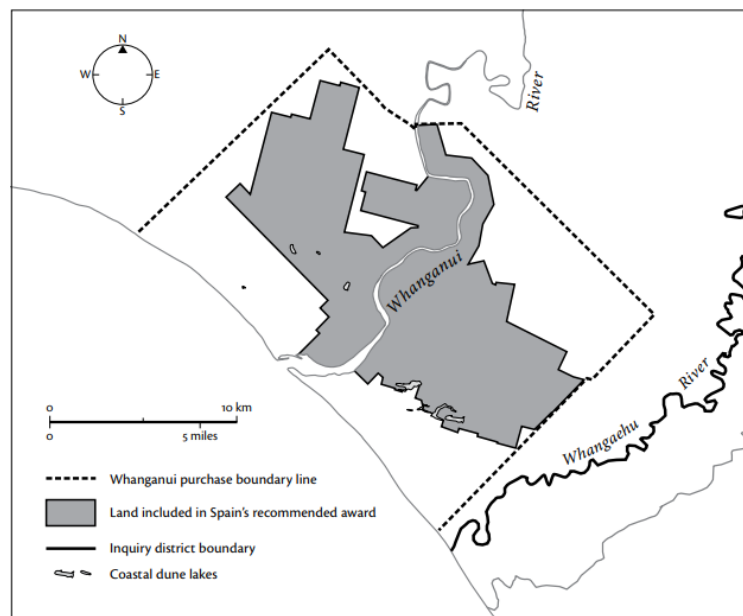 N
W
E
S
River
Whanganui
River
Whangaehu
0 10 km
0 5 miles
Whanganui purchase boundary line
Land included in Spain's recommended award
Inquiry district boundary
Coastal dune lakes